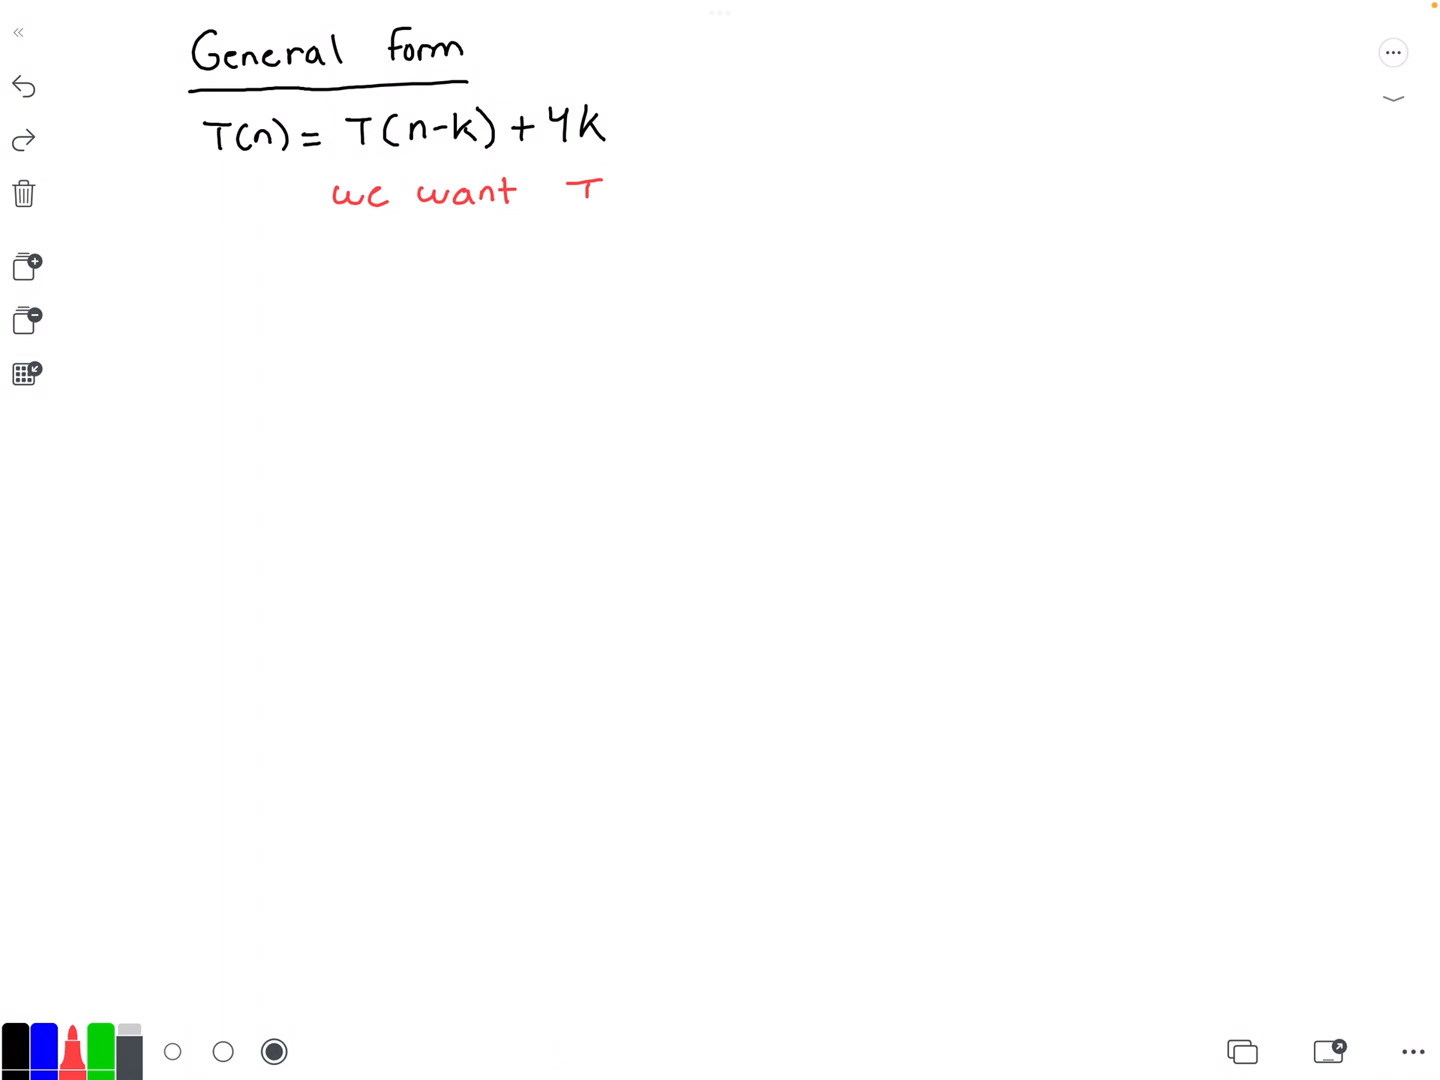 General Form
T(n) = T(n-k) + 4k
we want T